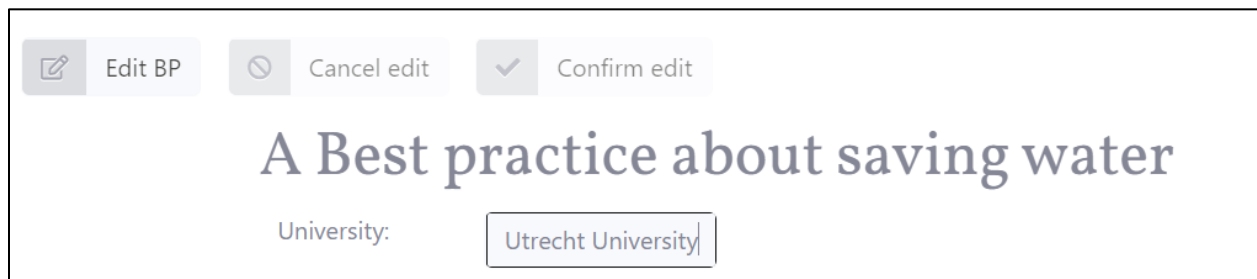 Edit BP Cancel edit Confirm edit
A Best practice about saving water
University: Utrecht University